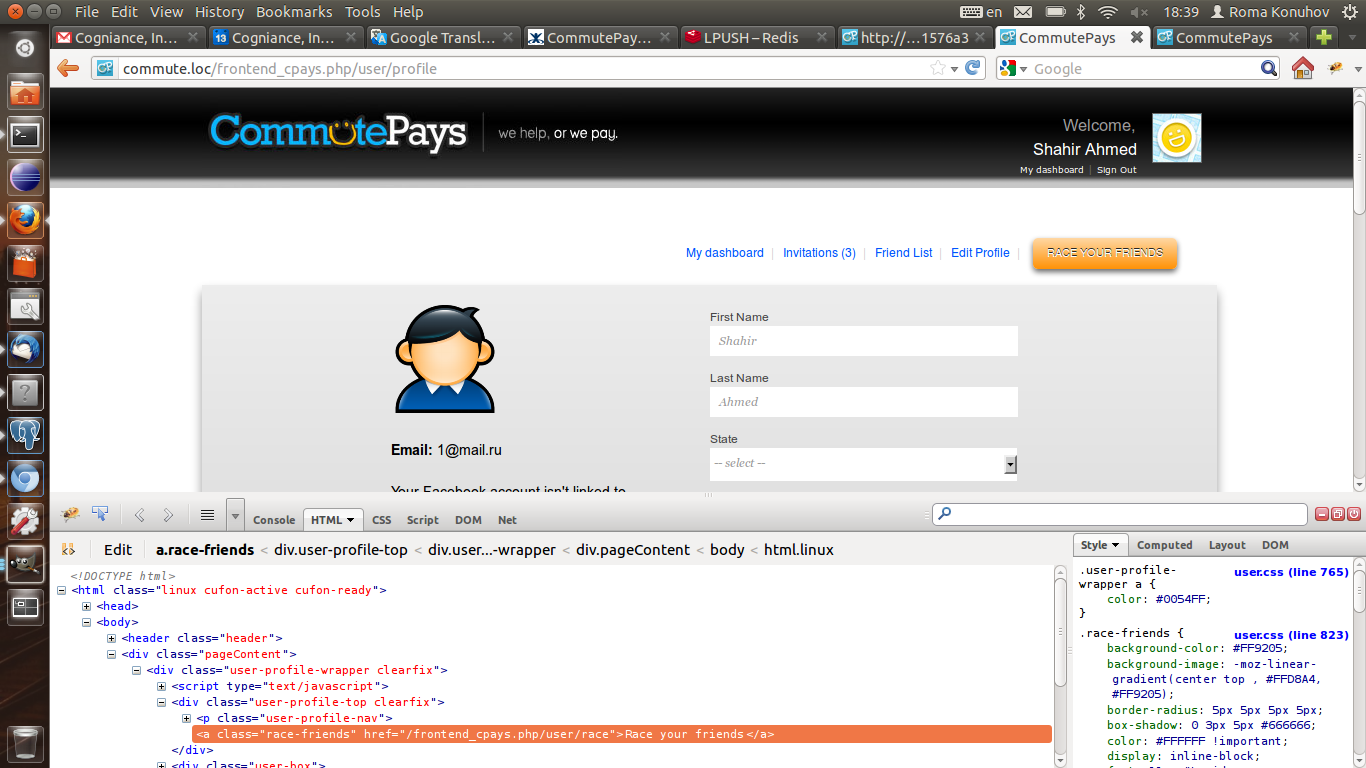 File Edit View History Bookmarks Tools Help
en 18:39 Roma Konuhov
Cogniance, In... Cogniance, In... Google Transl... CommutePay... LPUSH – Redis http://...1576a3 CommutePays CommutePays
13
commute.loc/frontend_cpays.php/user/profile
Google
CommutePays we help, or we pay.
Welcome,
Shahir Ahmed
My dashboard | Sign Out
My dashboard | Invitations (3) | Friend List | Edit Profile | RACE YOUR FRIENDS
First Name
Shahir
Last Name
Ahmed
State
-- select --
Email: 1@mail.ru
Your Facebook account isn't linked to
Console HTML CSS Script DOM Net
Edit a.race-friends < div.user-profile-top < div.user...-wrapper < div.pageContent < body < html.linux
<!DOCTYPE html>
<html class="linux cufon-active cufon-ready">
<head>
<body>
<header class="header">
<div class="pageContent">
<div class="user-profile-wrapper clearfix">
<script type="text/javascript">
<div class="user-profile-top clearfix">
<p class="user-profile-nav">
<a class="race-friends" href="/frontend_cpays.php/user/race">Race your friends</a>
</div>
<div class="user-box">
Style Computed Layout DOM
.user-profile-wrapper a { user.css (line 765)
color: #0054FF;
}
.race-friends { user.css (line 823)
background-color: #FF9205;
background-image: -moz-linear-
gradient(center top , #FFD8A4,
#FF9205);
border-radius: 5px 5px 5px 5px;
box-shadow: 0 3px 5px #666666;
color: #FFFFFF !important;
display: inline-block;